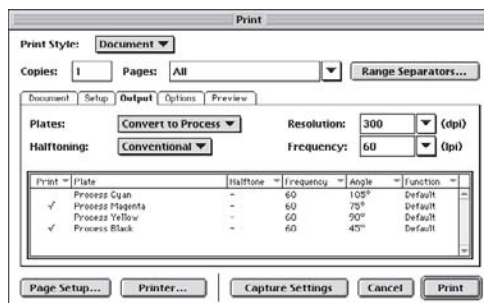 Print
Print Style: Document
Copies: 1 Pages: All Range Separators...
Document Setup Output Options Preview
Plates: Convert to Process Resolution: 300 (dpi)
Halftoning: Conventional Frequency: 60 (lpi)
Print Plate Halftone Frequency Angle Function
Process Cyan - 60 105° Default
✓ Process Magenta - 60 75° Default
Process Yellow - 60 90° Default
✓ Process Black - 60 45° Default
Page Setup... Printer... Capture Settings Cancel Print